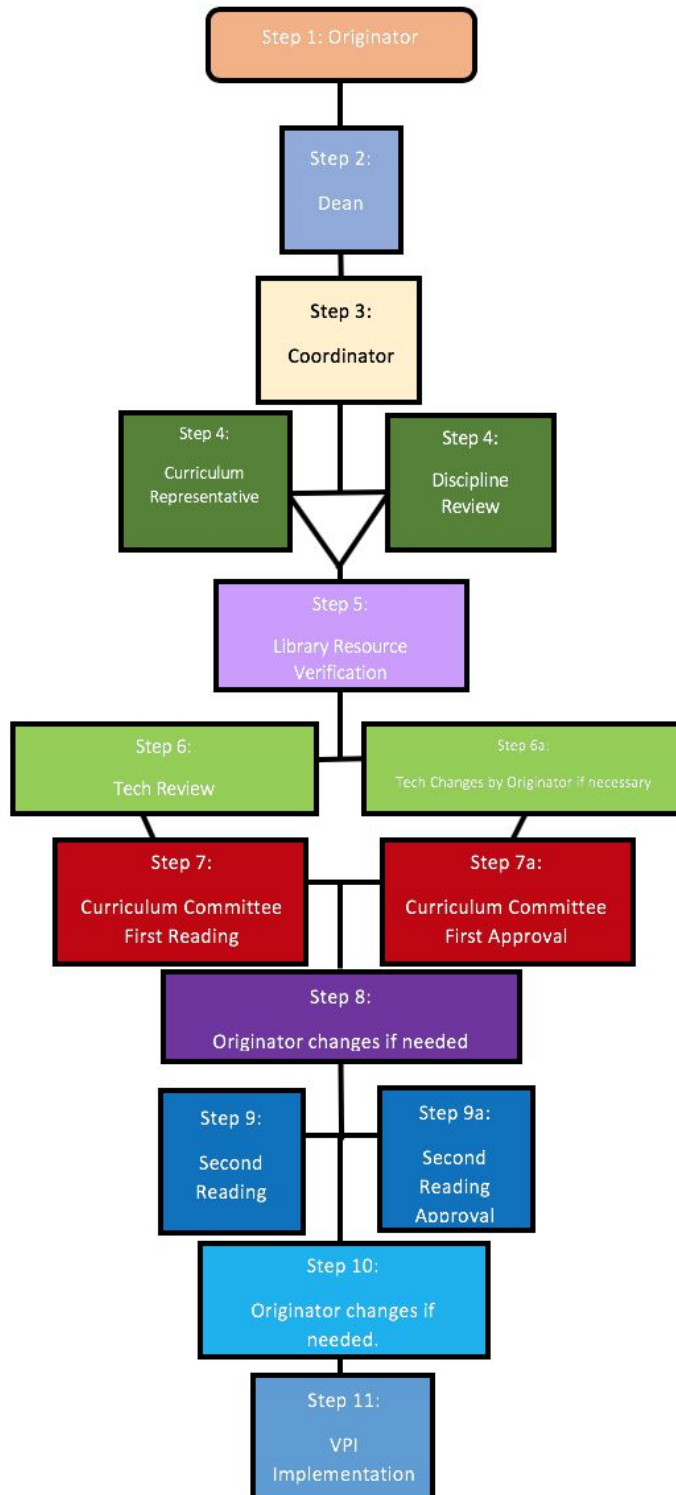 Step 1: Originator
Step 2:
Dean
Step 3:
Coordinator
Step 4:
Curriculum
Representative
Step 4:
Discipline
Review
Step 5:
Library Resource
Verification
Step 6:
Tech Review
Step 6a:
Tech Changes by Originator if necessary
Step 7:
Curriculum Committee
First Reading
Step 7a:
Curriculum Committee
First Approval
Step 8:
Originator changes if needed
Step 9:
Second
Reading
Step 9a:
Second
Reading
Approval
Step 10:
Originator changes if
needed.
Step 11:
VPI
Implementation